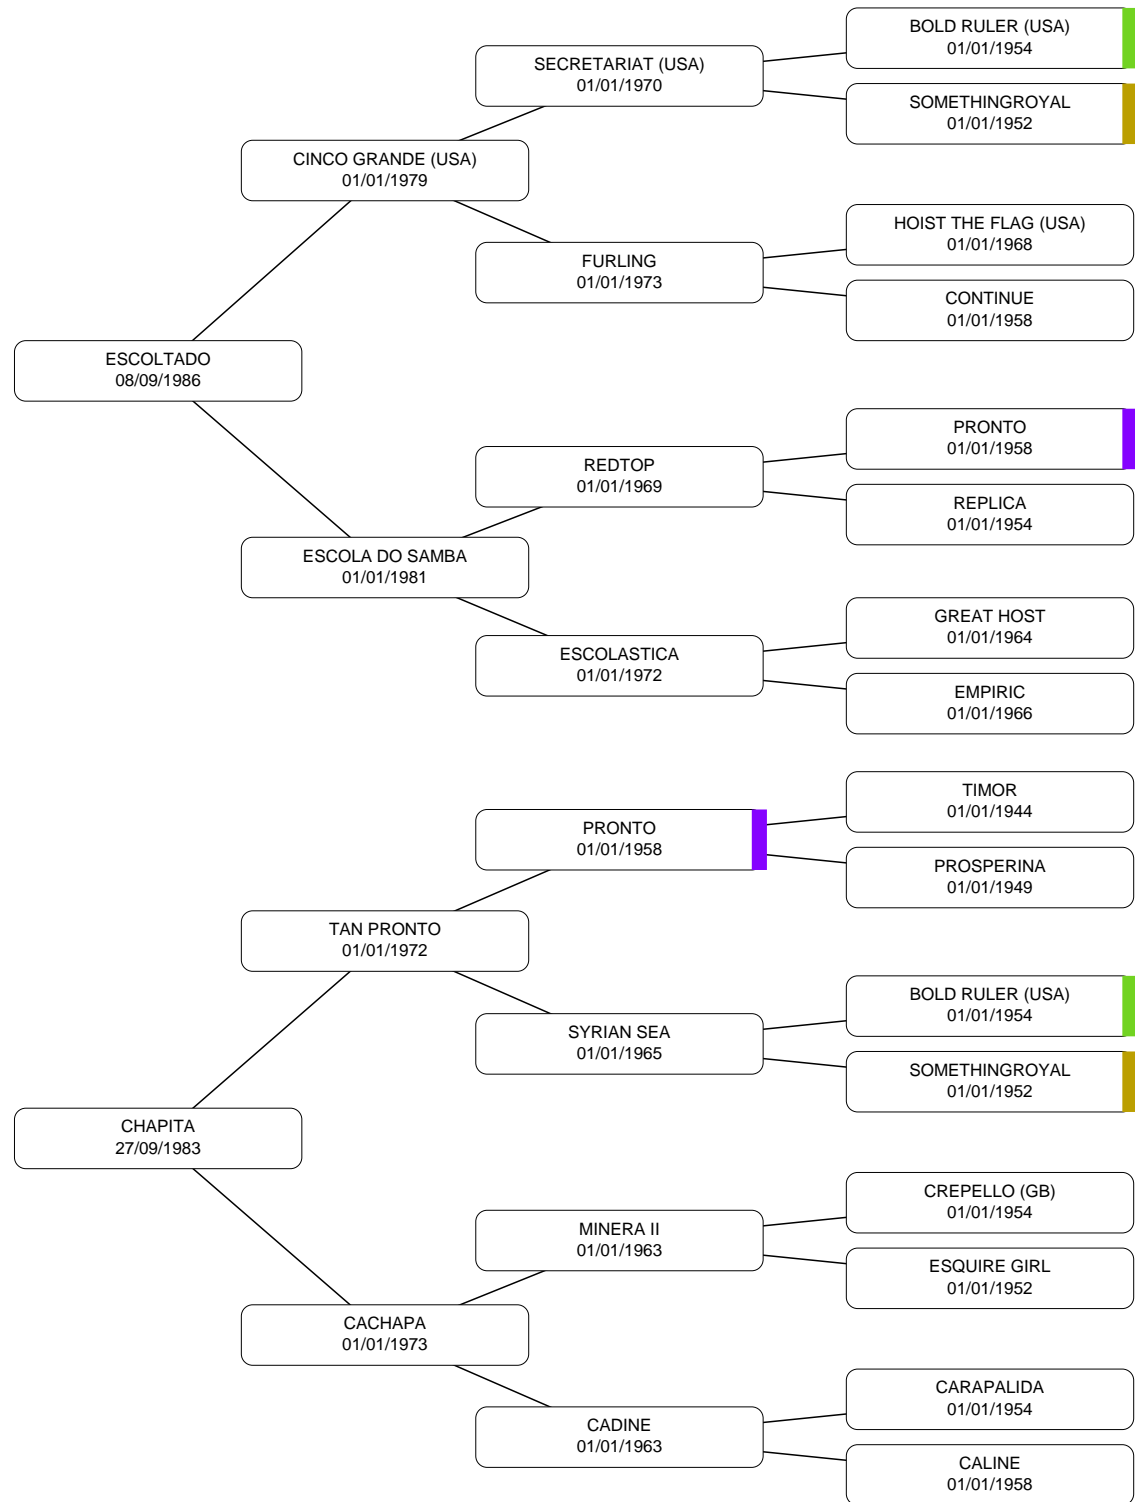 BOLD RULER (USA)
01/01/1954
SECRETARIAT (USA)
01/01/1970
SOMETHINGROYAL
01/01/1952
CINCO GRANDE (USA)
01/01/1979
HOIST THE FLAG (USA)
01/01/1968
FURLING
01/01/1973
CONTINUE
01/01/1958
ESCOLTADO
08/09/1986
PRONTO
01/01/1958
REDTOP
01/01/1969
REPLICA
01/01/1954
ESCOLA DO SAMBA
01/01/1981
GREAT HOST
01/01/1964
ESCOLASTICA
01/01/1972
EMPIRIC
01/01/1966
TIMOR
01/01/1944
PRONTO
01/01/1958
PROSPERINA
01/01/1949
TAN PRONTO
01/01/1972
BOLD RULER (USA)
01/01/1954
SYRIAN SEA
01/01/1965
SOMETHINGROYAL
01/01/1952
CHAPITA
27/09/1983
CREPELLO (GB)
01/01/1954
MINERA II
01/01/1963
ESQUIRE GIRL
01/01/1952
CACHAPA
01/01/1973
CARAPALIDA
01/01/1954
CADINE
01/01/1963
CALINE
01/01/1958